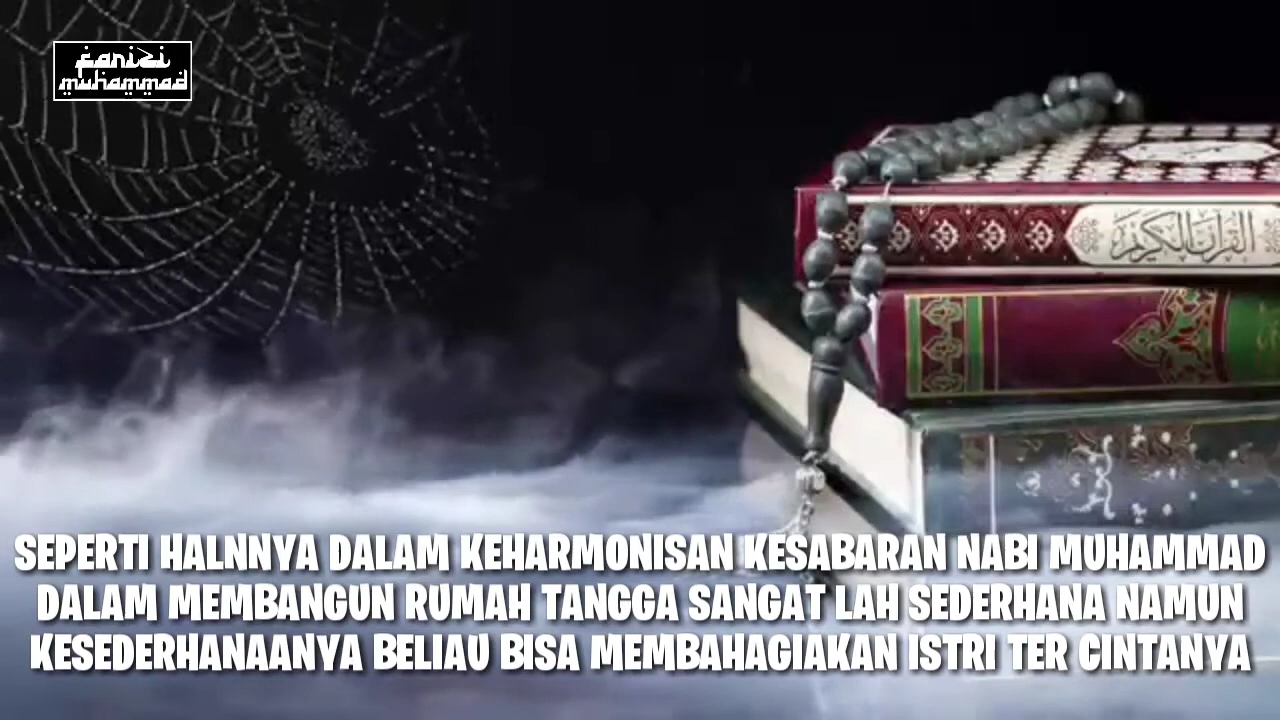 fanizi
muhammad
القرآن الكريم
SEPERTI HALNNYA DALAM KEHARMONISAN KESABARAN NABI MUHAMMAD
DALAM MEMBANGUN RUMAH TANGGA SANGAT LAH SEDERHANA NAMUN
KESEDERHANAANYA BELIAU BISA MEMBAHAGIAKAN ISTRI TER CINTANYA